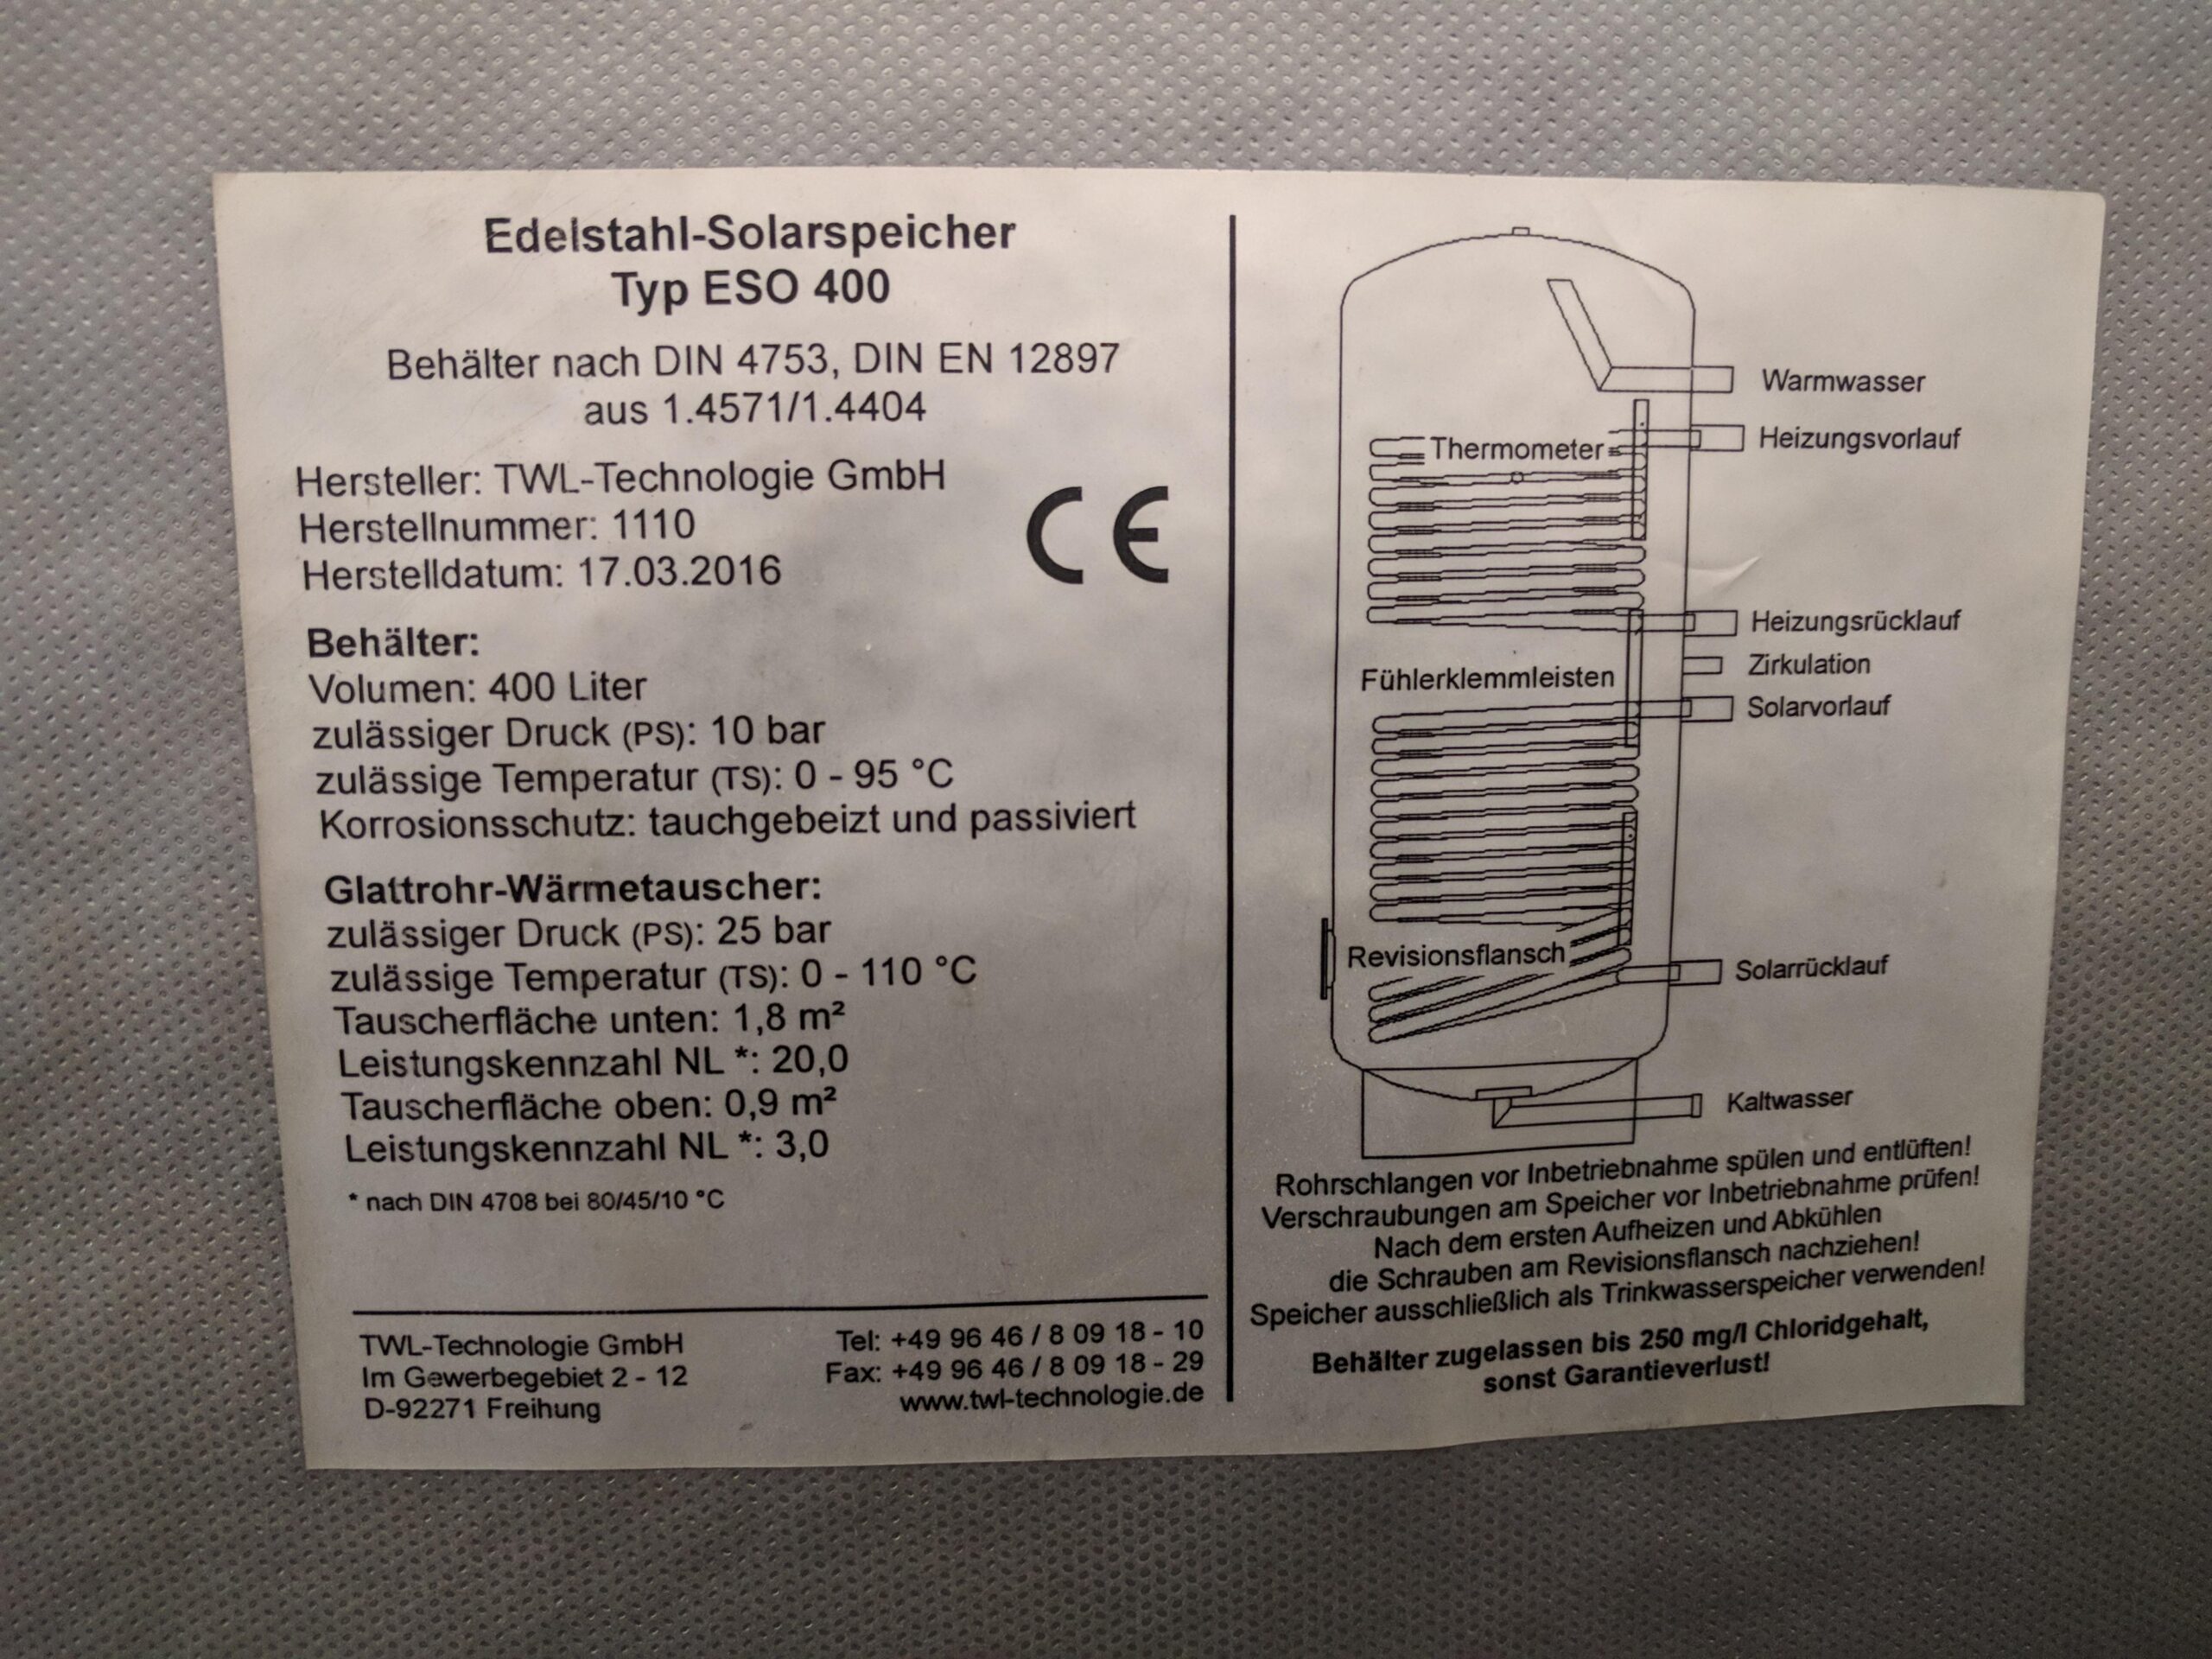 Edelstahl-Solarspeicher
Typ ESO 400
Behälter nach DIN 4753, DIN EN 12897
aus 1.4571/1.4404
Hersteller: TWL-Technologie GmbH
Herstellnummer: 1110
Herstelldatum: 17.03.2016
CE
Behälter:
Volumen: 400 Liter
zulässiger Druck (PS): 10 bar
zulässige Temperatur (TS): 0 - 95 °C
Korrosionsschutz: tauchgebeizt und passiviert
Glattrohr-Wärmetauscher:
zulässiger Druck (PS): 25 bar
zulässige Temperatur (TS): 0 - 110 °C
Tauscherfläche unten: 1,8 m²
Leistungskennzahl NL *: 20,0
Tauscherfläche oben: 0,9 m²
Leistungskennzahl NL *: 3,0
* nach DIN 4708 bei 80/45/10 °C
TWL-Technologie GmbH
Im Gewerbegebiet 2 - 12
D-92271 Freihung
Tel: +49 96 46 / 8 09 18 - 10
Fax: +49 96 46 / 8 09 18 - 29
www.twl-technologie.de
Warmwasser
Heizungsvorlauf
Thermometer
Heizungsrücklauf
Zirkulation
Fühlerklemmleisten
Solarvorlauf
Revisionsflansch
Solarrücklauf
Kaltwasser
Rohrschlangen vor Inbetriebnahme spülen und entlüften!
Verschraubungen am Speicher vor Inbetriebnahme prüfen!
Nach dem ersten Aufheizen und Abkühlen
die Schrauben am Revisionsflansch nachziehen!
Speicher ausschließlich als Trinkwasserspeicher verwenden!
Behälter zugelassen bis 250 mg/l Chloridgehalt,
sonst Garantieverlust!